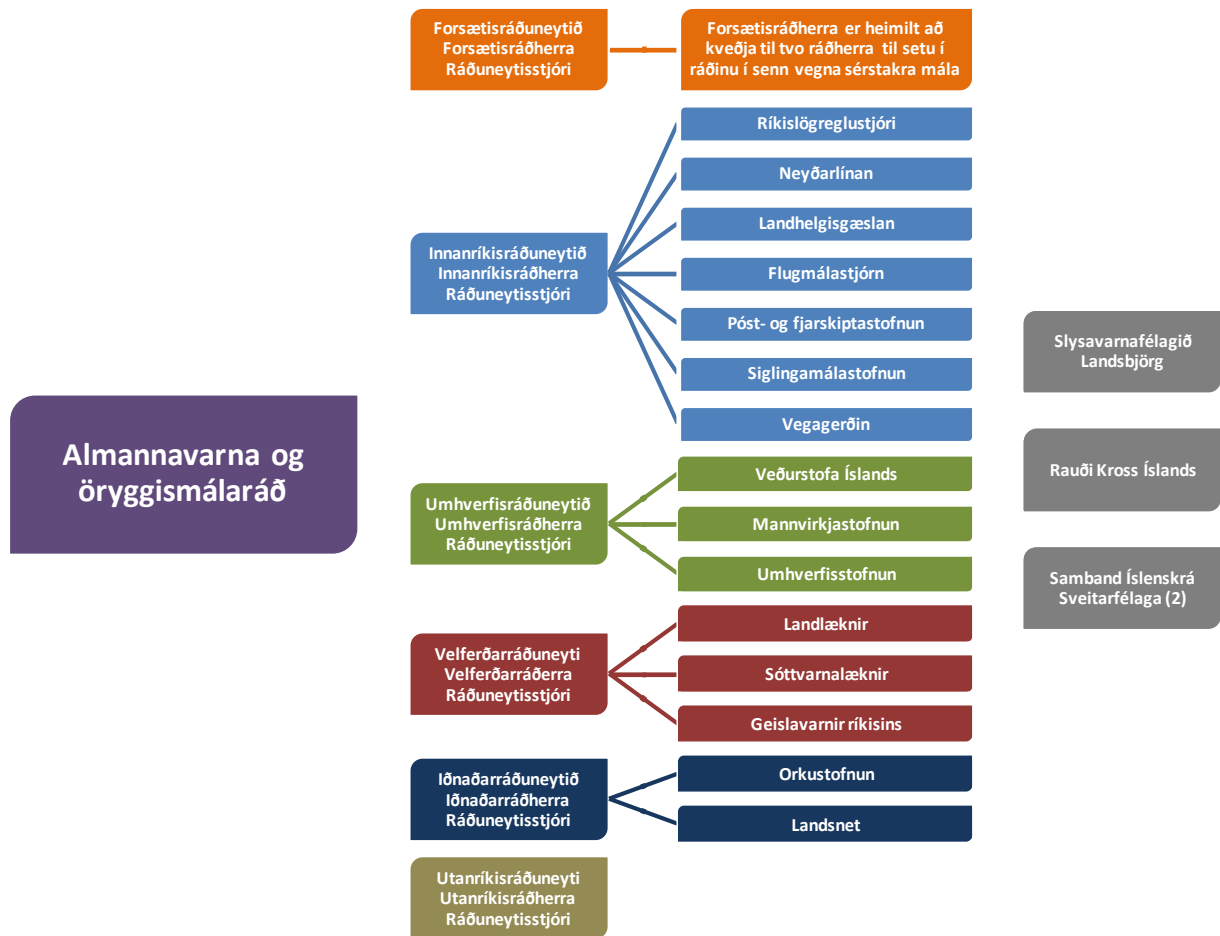 Forsætisráðuneytið
Forsætisráðherra
Ráðuneytisstjóri
Forsætisráðherra er heimilt að
kveðja til tvo ráðherra til setu í
ráðinu í senn vegna sérstakra mála
Innanríkisráðuneytið
Innanríkisráðherra
Ráðuneytisstjóri
Ríkislögreglustjóri
Neyðarlínan
Landhelgisgæslan
Flugmálastjórn
Póst- og fjarskiptastofnun
Siglingamálastofnun
Vegagerðin
Almannavarna og
öryggismálaráð
Umhverfisráðuneytið
Umhverfisráðherra
Ráðuneytisstjóri
Veðurstofa Íslands
Mannvirkjastofnun
Umhverfisstofnun
Velferðarráðuneyti
Velferðarráðerra
Ráðuneytisstjóri
Landlæknir
Sóttvarnalæknir
Geislavarnir ríkisins
Iðnaðarráðuneytið
Iðnaðarráðherra
Ráðuneytisstjóri
Orkustofnun
Landsnet
Utanríkisráðuneyti
Utanríkisráðherra
Ráðuneytisstjóri
Slysavarnafélagið
Landsbjörg
Rauði Kross Íslands
Samband Íslenskrá
Sveitarfélaga (2)